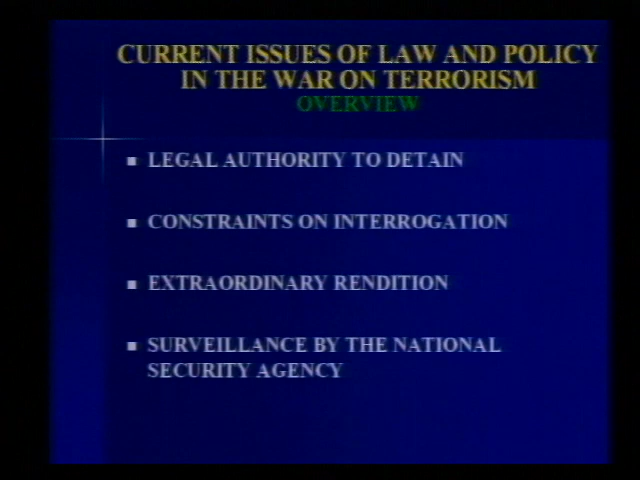 CURRENT ISSUES OF LAW AND POLICY
IN THE WAR ON TERRORISM
OVERVIEW
■ LEGAL AUTHORITY TO DETAIN
■ CONSTRAINTS ON INTERROGATION
■ EXTRAORDINARY RENDITION
■ SURVEILLANCE BY THE NATIONAL
SECURITY AGENCY